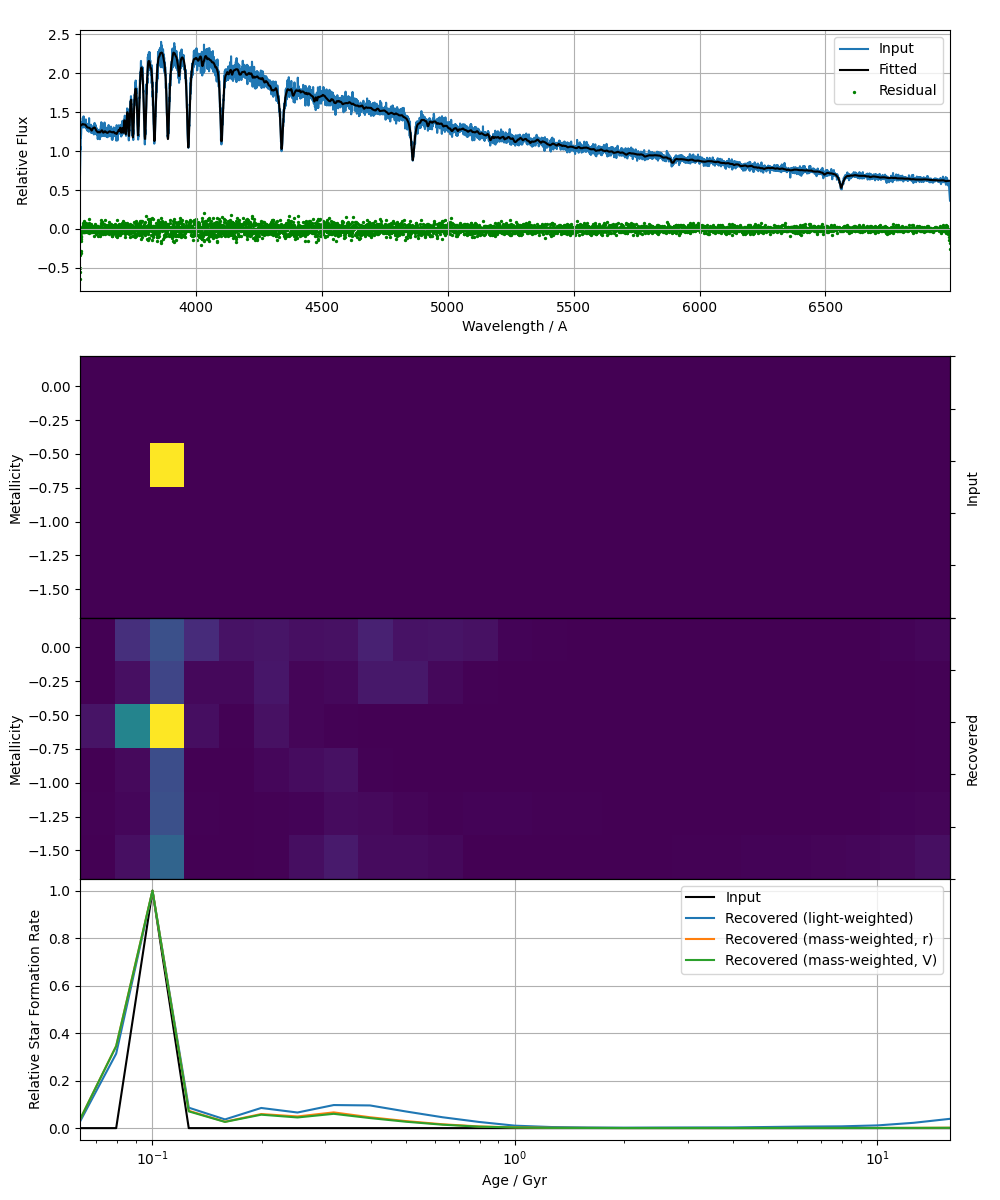 2.5
2.0
1.5
1.0
0.5
0.0
−0.5
Relative Flux
Input
Fitted
Residual
4000
4500
5000
5500
6000
6500
Wavelength / A
0.00
−0.25
−0.50
−0.75
−1.00
−1.25
−1.50
Metallicity
Input
0.00
−0.25
−0.50
−0.75
−1.00
−1.25
−1.50
Metallicity
Recovered
1.0
0.8
0.6
0.4
0.2
0.0
Relative Star Formation Rate
Input
Recovered (light-weighted)
Recovered (mass-weighted, r)
Recovered (mass-weighted, V)
10⁻¹
10⁰
10¹
Age / Gyr